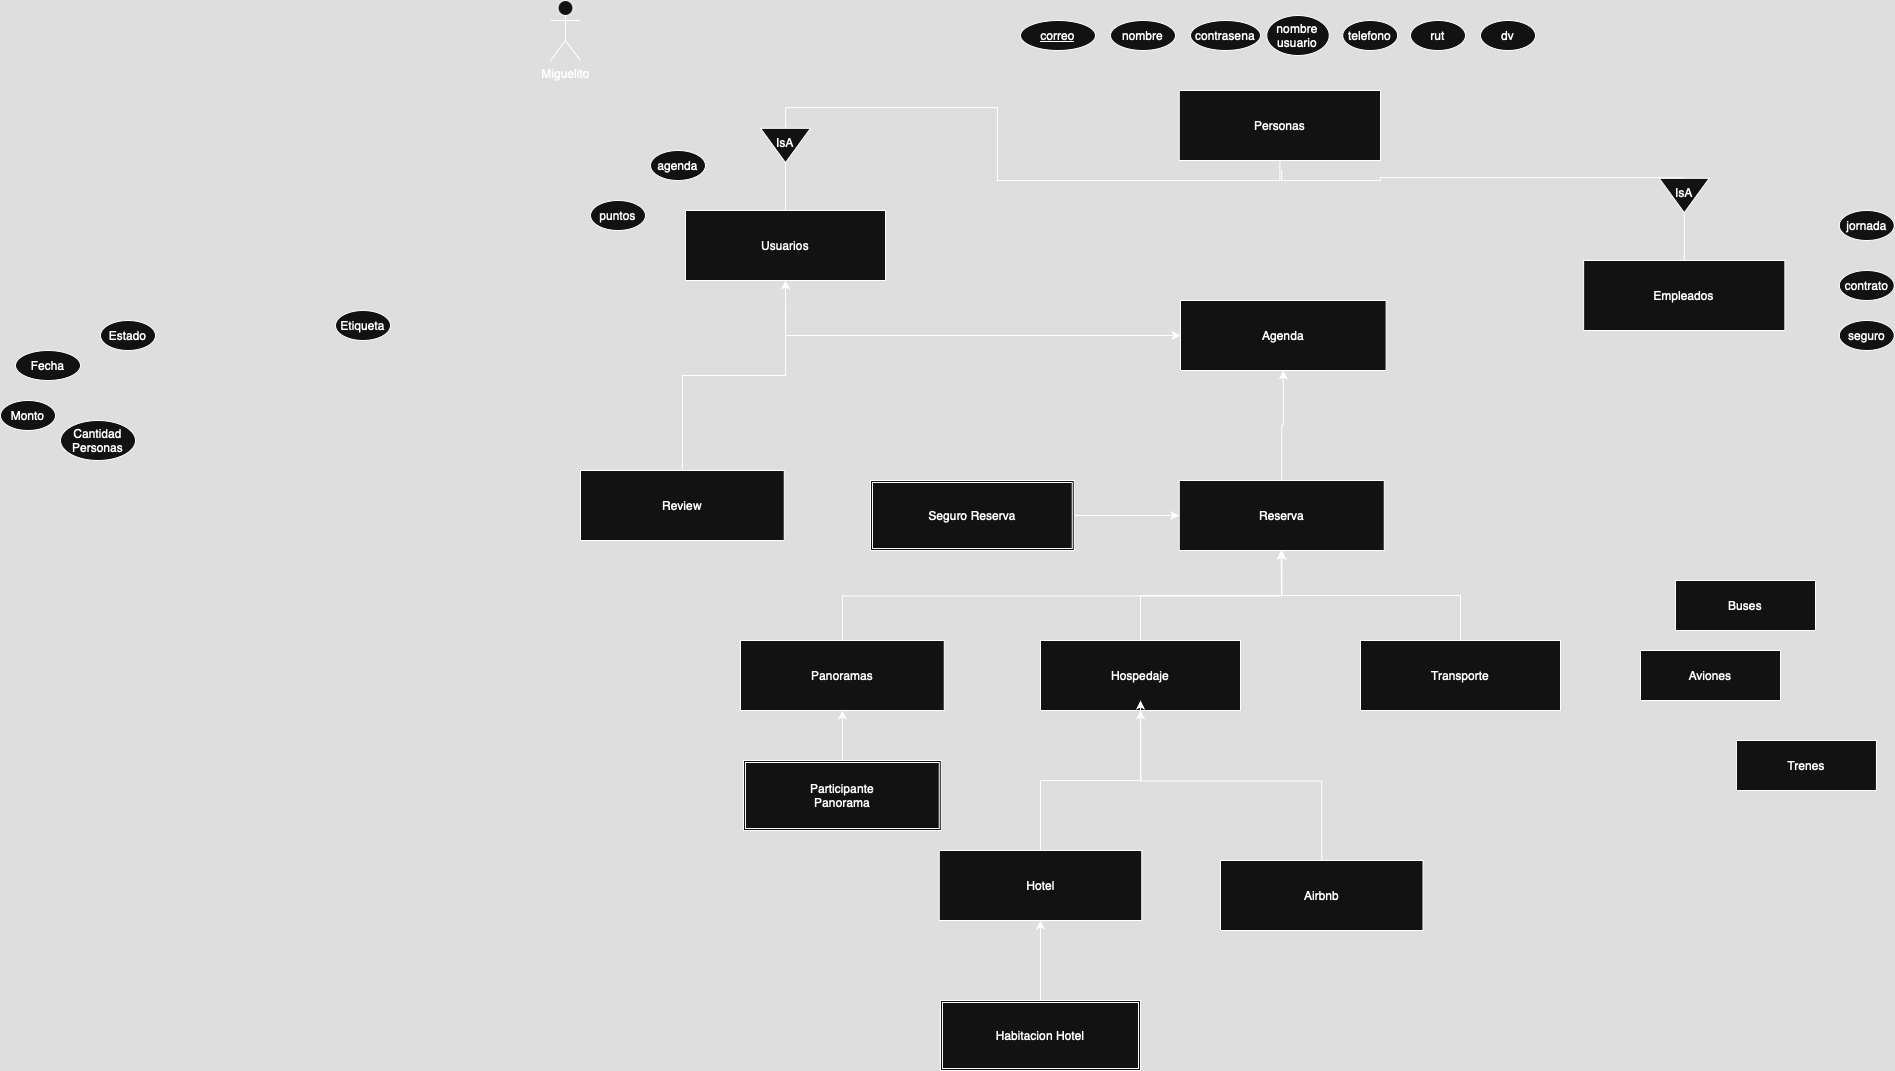 Miguelito
correo
nombre
contrasena
nombre
usuario
telefono
rut
dv
Personas
IsA
agenda
puntos
Usuarios
IsA
jornada
Empleados
contrato
seguro
Agenda
Etiqueta
Estado
Fecha
Monto
Cantidad
Personas
Review
Seguro Reserva
Reserva
Buses
Panoramas
Hospedaje
Transporte
Aviones
Trenes
Participante
Panorama
Hotel
Airbnb
Habitacion Hotel